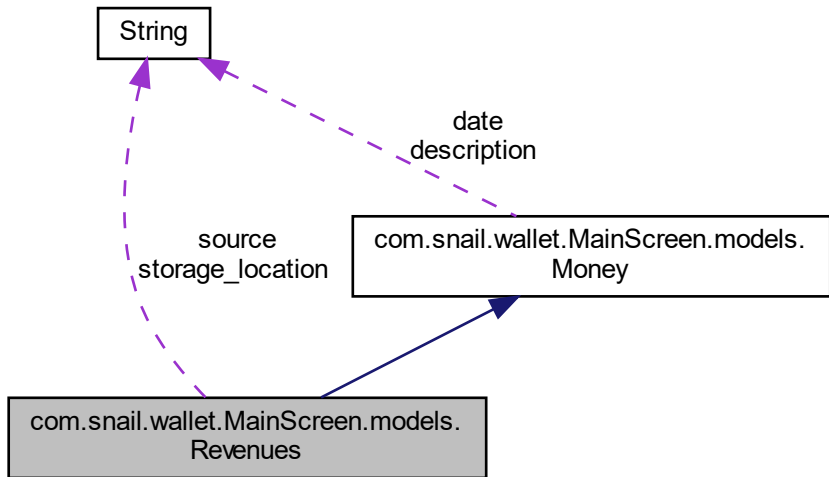 String
date
description
source
storage_location
com.snail.wallet.MainScreen.models.
Money
com.snail.wallet.MainScreen.models.
Revenues